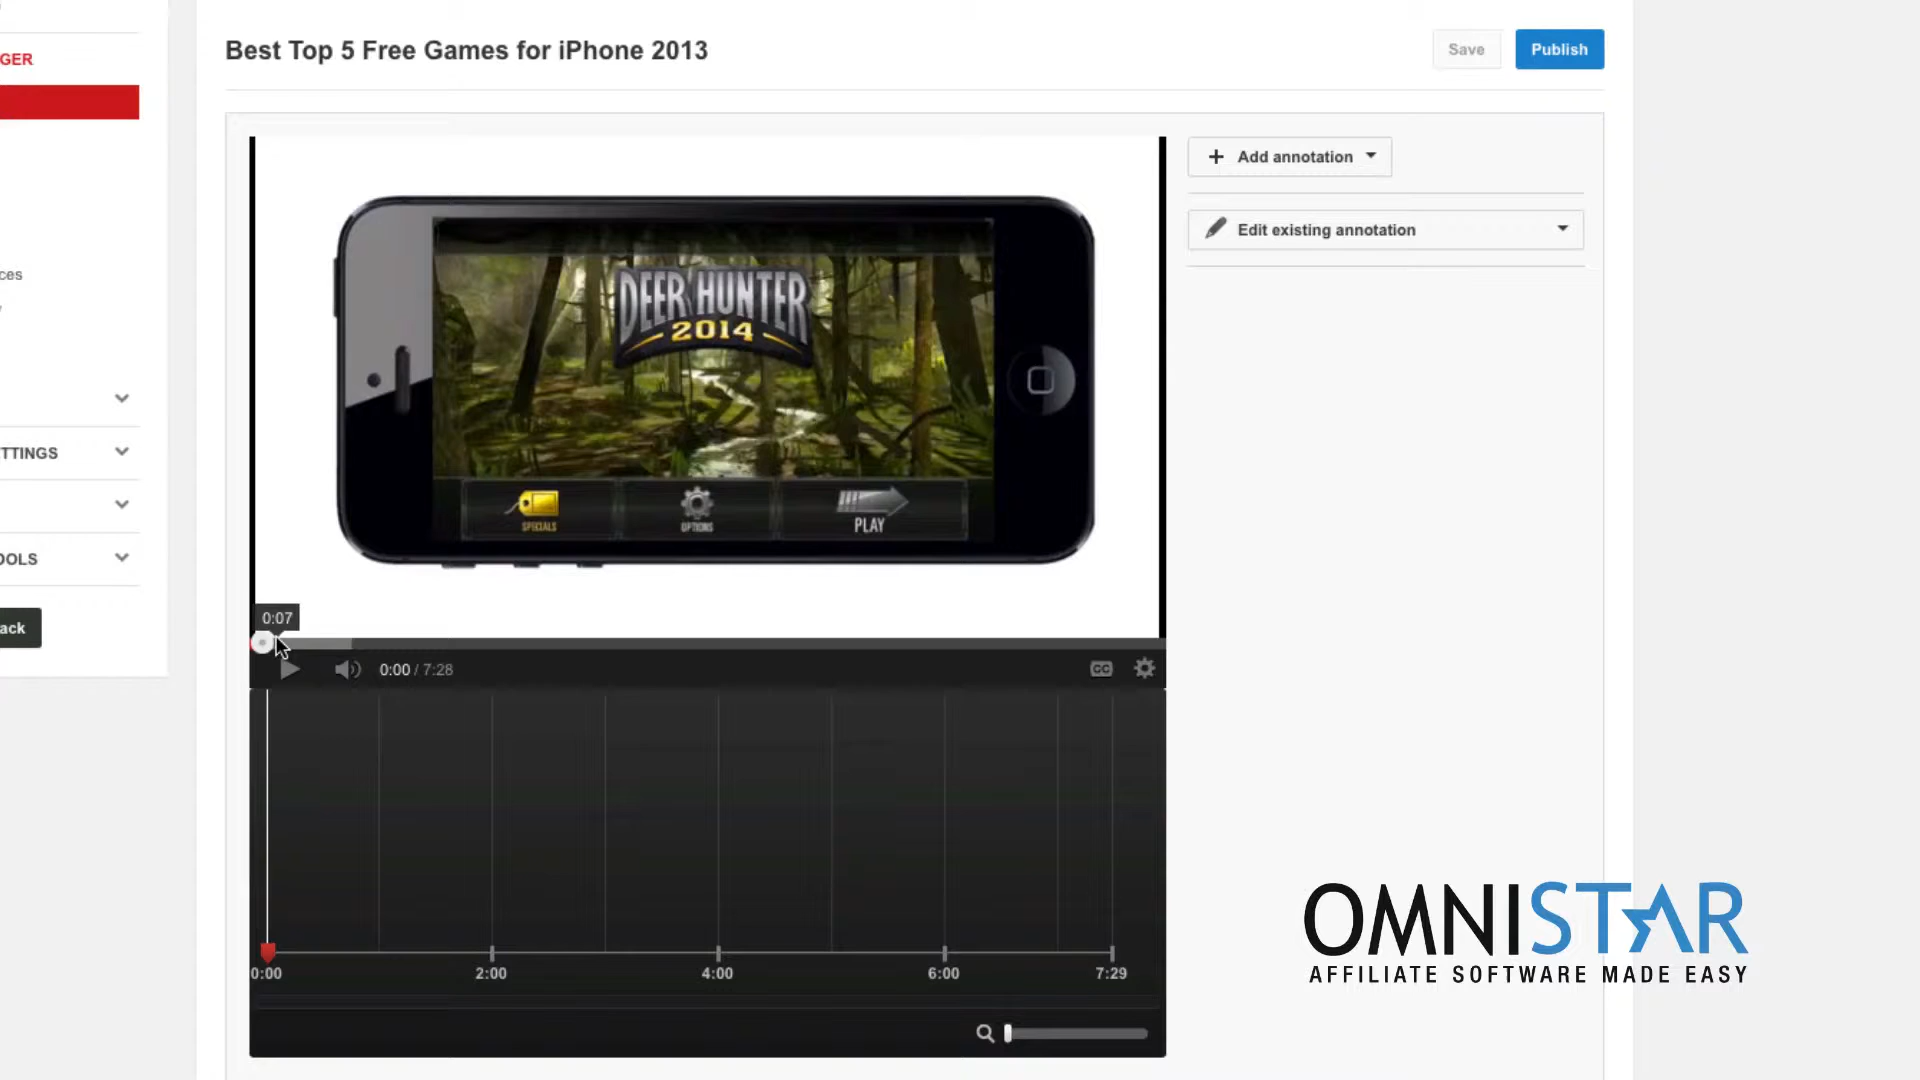 GER
Best Top 5 Free Games for iPhone 2013
Save
Publish
+ Add annotation
Edit existing annotation
DEER HUNTER
2014
SPECIALS
OPTIONS
PLAY
ces
TTINGS
OOLS
ack
0:07
0:00 / 7:28
CC
0:00
2:00
4:00
6:00
7:29
OMNISTAR
AFFILIATE SOFTWARE MADE EASY